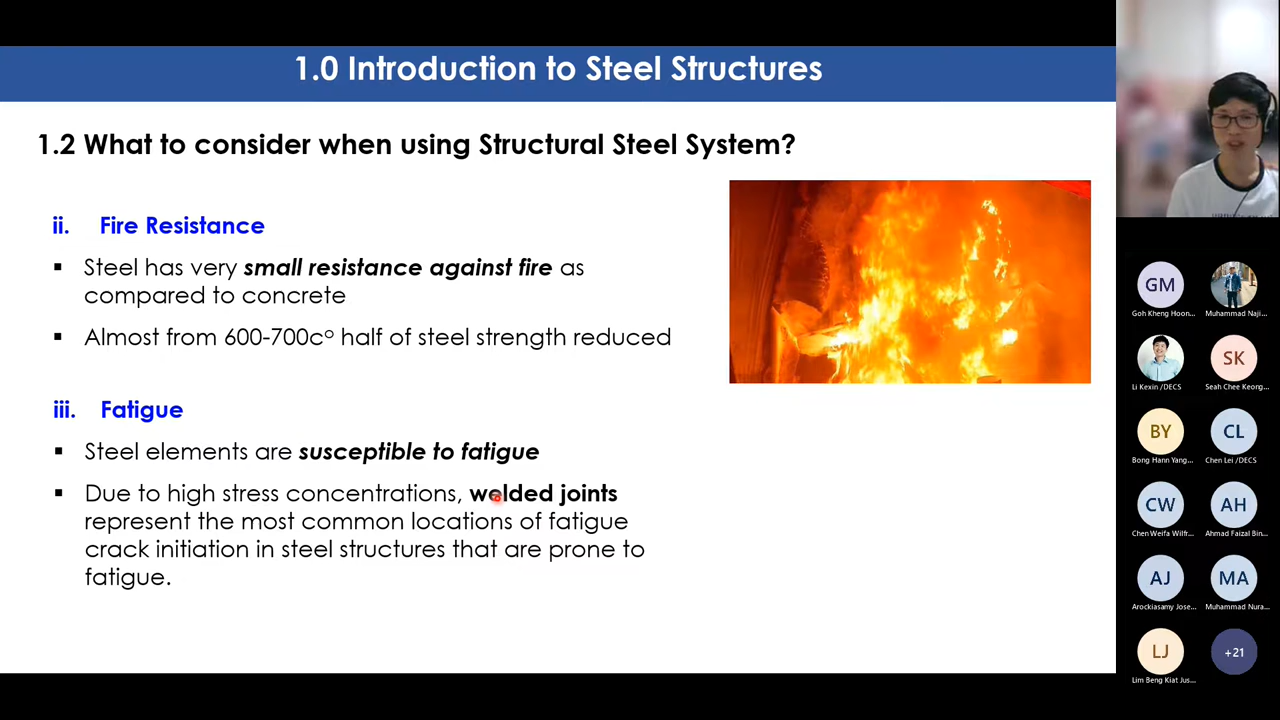 1.0 Introduction to Steel Structures
1.2 What to consider when using Structural Steel System?
ii. Fire Resistance
▪ Steel has very small resistance against fire as
compared to concrete
▪ Almost from 600-700cº half of steel strength reduced
iii. Fatigue
▪ Steel elements are susceptible to fatigue
▪ Due to high stress concentrations, welded joints
represent the most common locations of fatigue
crack initiation in steel structures that are prone to
fatigue.
GM
Goh Kheng Hoon...
Muhammad Naji...
Li Kexin /DECS
SK
Seah Chee Keong...
BY
Bong Hann Yang...
CL
Chen Lei /DECS
CW
Chen Weifa Wilfr...
AH
Ahmad Faizal Bin...
AJ
Arockiasamy Jose...
MA
Muhammad Nura...
LJ
Lim Beng Kiat Jus...
+21